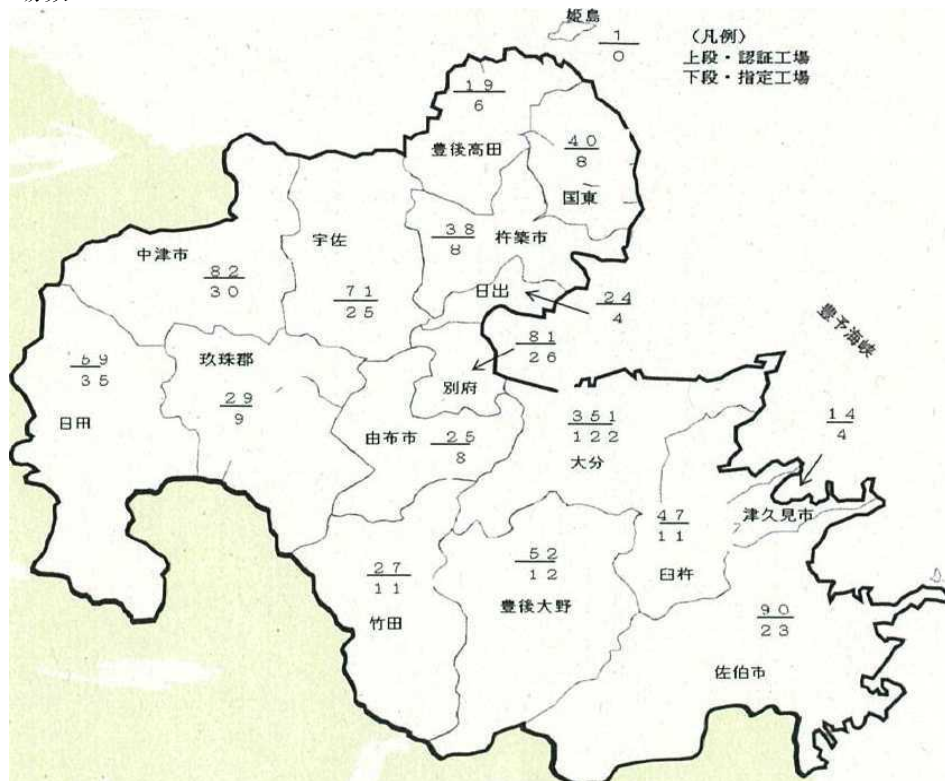 姫島
1
0
(凡例)
上段・認証工場
下段・指定工場
19
6
豊後高田
40
8
国東
38
8
杵築市
中津市
82
30
宇佐
71
25
日出
24
4
81
26
別府
豊予海峡
玖珠郡
29
9
35
日田
由布市
25
8
351
122
大分
14
4
津久見市
47
11
臼杵
27
11
竹田
52
12
豊後大野
90
23
佐伯市